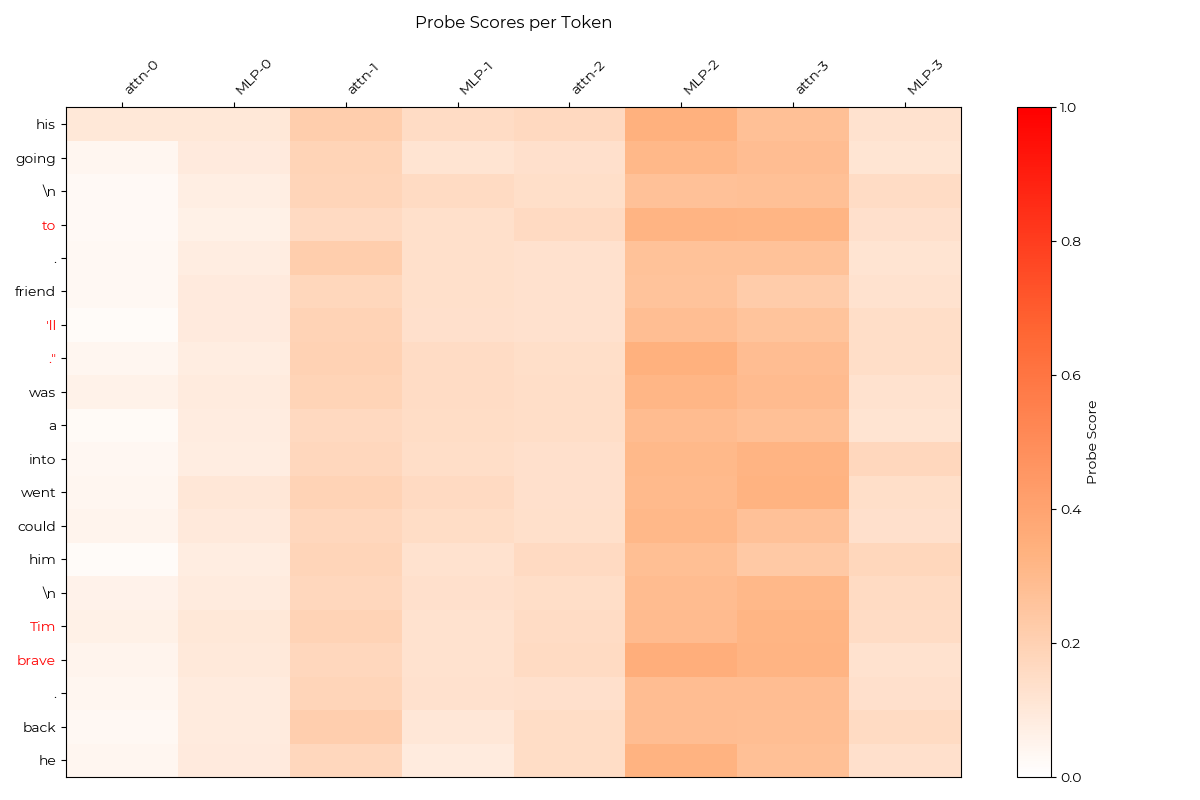 Probe Scores per Token
attn-0 MLP-0 attn-1 MLP-1 attn-2 MLP-2 attn-3 MLP-3
his
going
\n
to
.
friend
'll
."
was
a
into
went
could
him
\n
Tim
brave
.
back
he
1.0
0.8
0.6
0.4
0.2
0.0
Probe Score